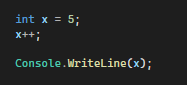 int x = 5;
x++;
Console.WriteLine(x);